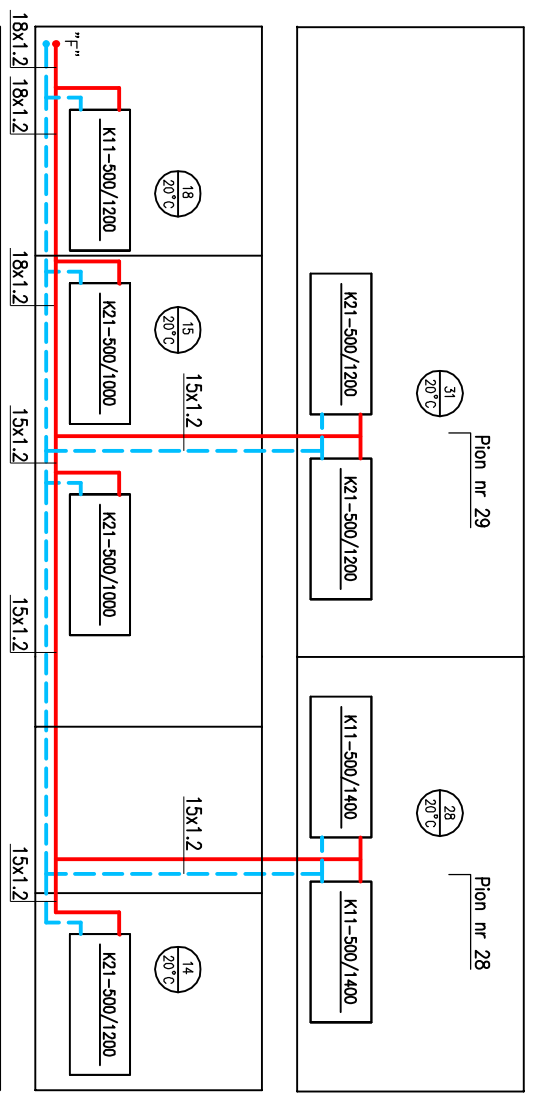 Pion nr 29
Pion nr 28
31
20°C
28
20°C
K21-500/1200
K21-500/1200
K11-500/1400
K11-500/1400
15x1.2
15x1.2
18
20°C
15
20°C
14
20°C
K11-500/1200
K21-500/1000
K21-500/1000
K21-500/1200
"F"
18x1.2
18x1.2
18x1.2
15x1.2
15x1.2
15x1.2